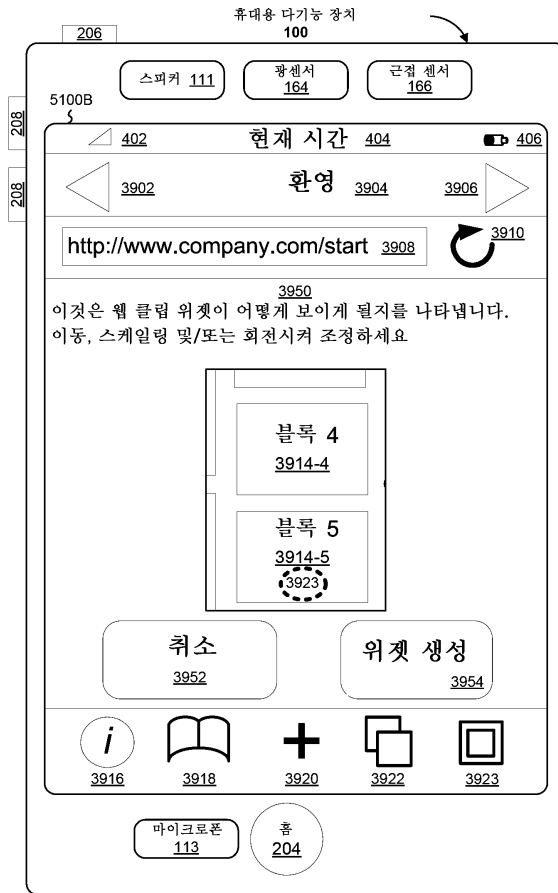 휴대용 다기능 장치
100
206
스피커 111
광센서
164
근접 센서
166
5100B
208
208
402
현재 시간 404
406
3902
환영 3904
3906
http://www.company.com/start 3908
3910
3950
이것은 웹 클립 위젯이 어떻게 보이게 될지를 나타냅니다.
이동, 스케일링 및/또는 회전시켜 조정하세요
블록 4
3914-4
블록 5
3914-5
3923
취소
3952
위젯 생성
3954
i
3916
3918
3920
3922
3923
마이크로폰
113
홈
204